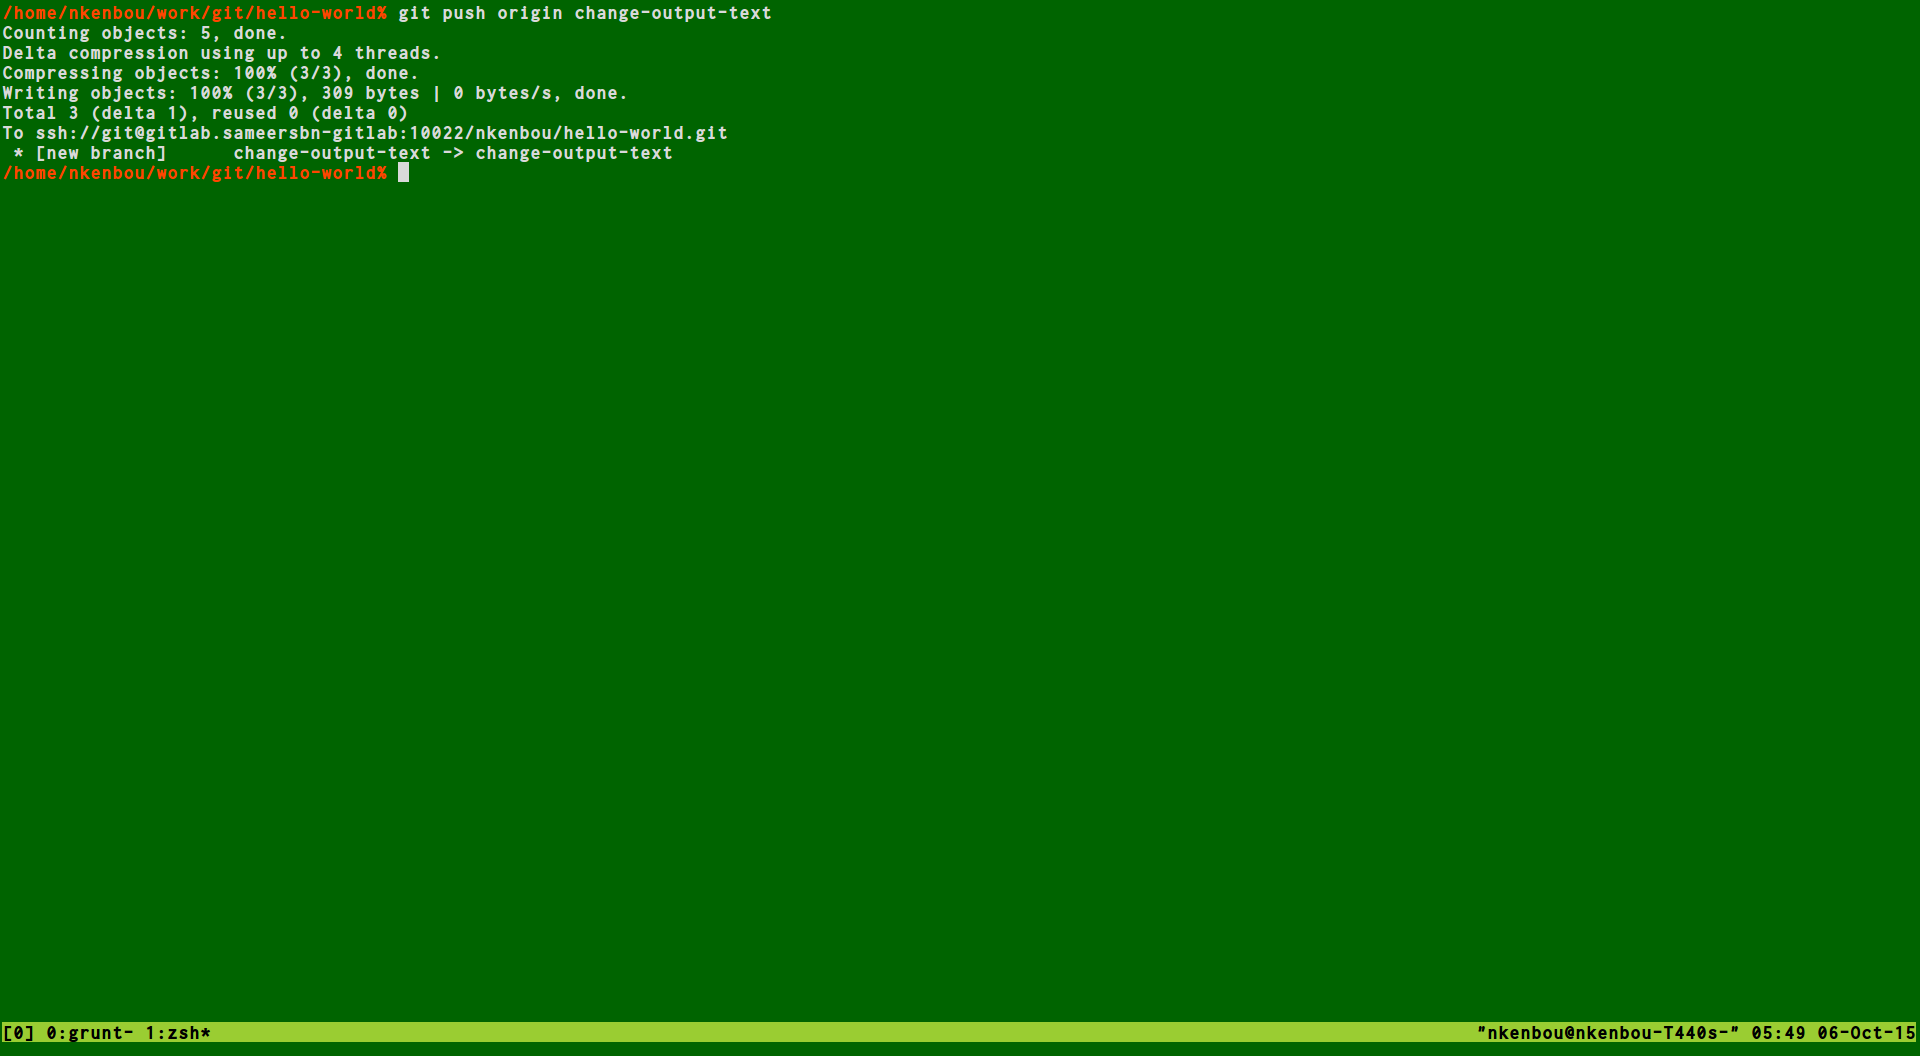 /home/nkenbou/work/git/hello-world% git push origin change-output-text
Counting objects: 5, done.
Delta compression using up to 4 threads.
Compressing objects: 100% (3/3), done.
Writing objects: 100% (3/3), 309 bytes | 0 bytes/s, done.
Total 3 (delta 1), reused 0 (delta 0)
To ssh://git@gitlab.sameersbn-gitlab:10022/nkenbou/hello-world.git
 * [new branch]      change-output-text -> change-output-text
/home/nkenbou/work/git/hello-world%
[0] 0:grunt- 1:zsh* "nkenbou@nkenbou-T440s-" 05:49 06-Oct-15